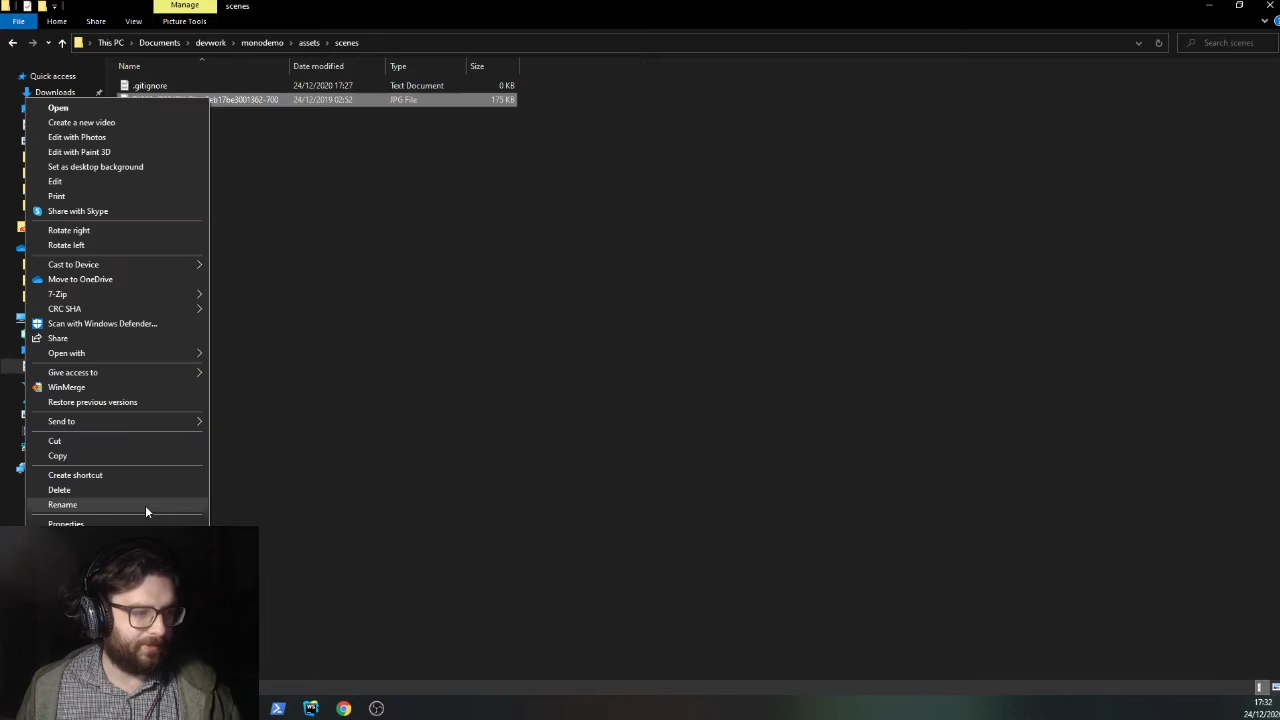 Manage
scenes
File
Home
Share
View
Picture Tools
This PC
Documents
devwork
monodemo
assets
scenes
Search scenes
Name
Date modified
Type
Size
Quick access
Downloads
.gitignore
24/12/2020 17:27
Text Document
0 KB
24/12/2019 02:52
JPG File
175 KB
Open
Create a new video
Edit with Photos
Edit with Paint 3D
Set as desktop background
Edit
Print
Share with Skype
Rotate right
Rotate left
Cast to Device
Move to OneDrive
7-Zip
CRC SHA
Scan with Windows Defender...
Share
Open with
Give access to
WinMerge
Restore previous versions
Send to
Cut
Copy
Create shortcut
Delete
Rename
Properties
WS
17:32